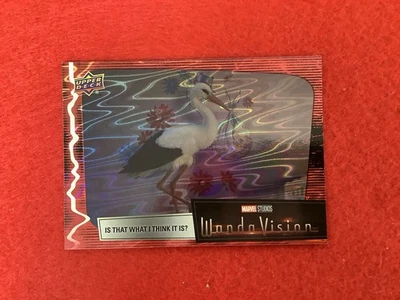 UPPER
DECK
IS THAT WHAT I THINK IT IS?
MARVEL STUDIOS
WandaVision